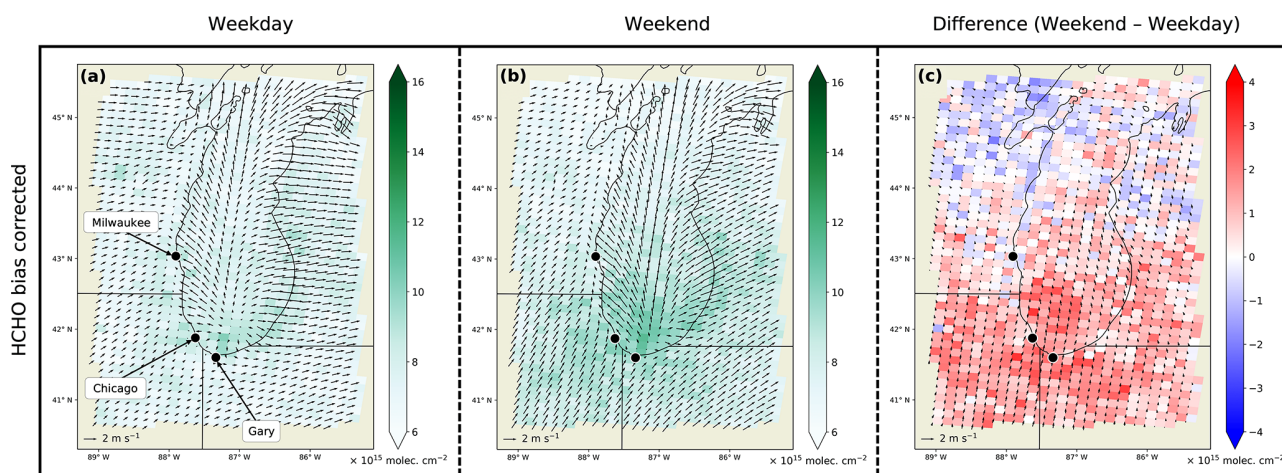 Weekday
Weekend
Difference (Weekend – Weekday)
HCHO bias corrected
(a)
45° N
44° N
43° N
42° N
41° N
Milwaukee
Chicago
Gary
2 m s⁻¹
89° W
88° W
87° W
86° W
16
14
12
10
8
6
× 10¹⁵ molec. cm⁻²
(b)
45° N
44° N
43° N
42° N
41° N
2 m s⁻¹
89° W
88° W
87° W
86° W
16
14
12
10
8
6
× 10¹⁵ molec. cm⁻²
(c)
45° N
44° N
43° N
42° N
41° N
2 m s⁻¹
89° W
88° W
87° W
86° W
4
3
2
1
0
−1
−2
−3
−4
× 10¹⁵ molec. cm⁻²